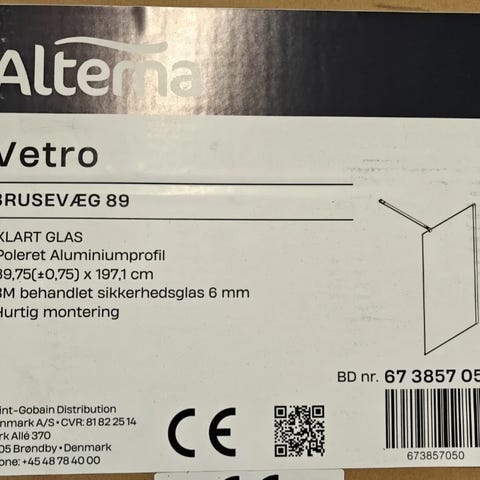 Alterna
Vetro
BRUSEVÆG 89
KLART GLAS
Poleret Aluminiumprofil
89,75(±0,75) x 197,1 cm
3M behandlet sikkerhedsglas 6 mm
Hurtig montering
BD nr. 67 3857 05
int-Gobain Distribution
nmark A/S • CVR: 81 82 25 14
rk Allé 370
05 Brøndby • Denmark
one: +45 48 78 40 00
CE
673857050